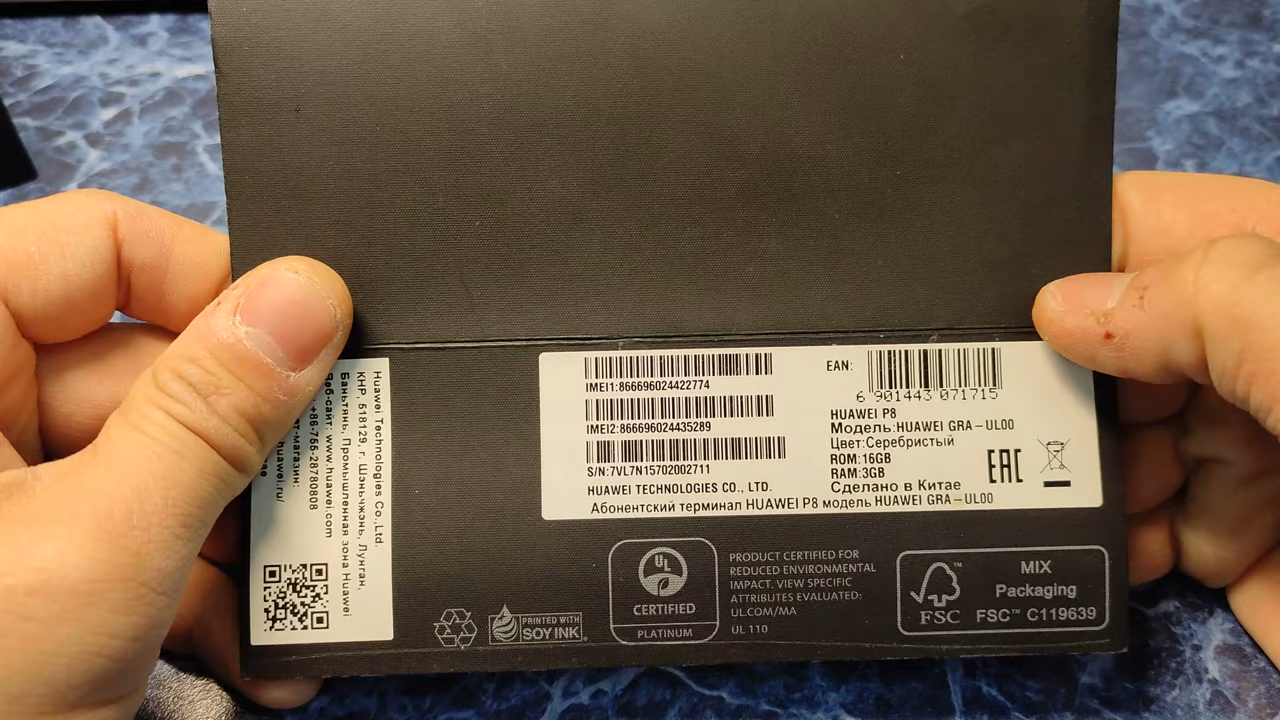 Huawei Technologies Co.,Ltd.
КНР, 518129, г. Шэньчжэнь, Лунган,
Баньтянь, Промышленная зона Huawei
Веб-сайт: www.huawei.com
+86-755-28780808
IMEI1:866696024422774
IMEI2:866696024435289
S/N:7VL7N15702002711
HUAWEI TECHNOLOGIES CO., LTD.
EAN:
6 901443 071715
HUAWEI P8
Модель:HUAWEI GRA-UL00
Цвет:Серебристый
ROM:16GB
RAM:3GB
Сделано в Китае
EAC
Абонентский терминал HUAWEI P8 модель HUAWEI GRA-UL00
PRINTED WITH
SOY INK
UL
CERTIFIED
PLATINUM
PRODUCT CERTIFIED FOR
REDUCED ENVIRONMENTAL
IMPACT. VIEW SPECIFIC
ATTRIBUTES EVALUATED:
UL.COM/MA
UL 110
FSC
MIX
Packaging
FSC™ C119639